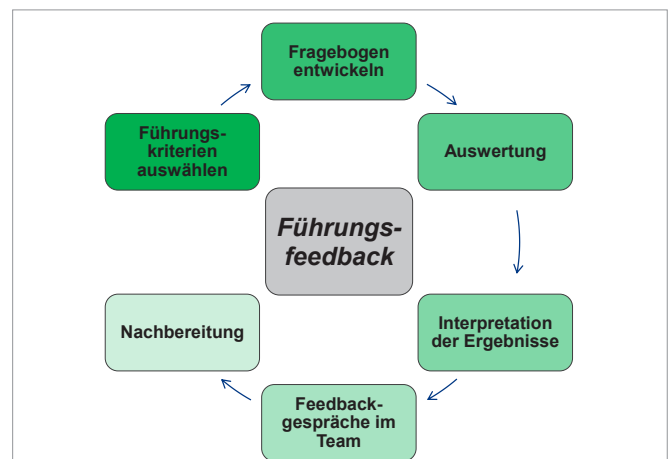 Fragebogen
entwickeln
Führungs-
kriterien
auswählen
Auswertung
Führungs-
feedback
Nachbereitung
Interpretation
der Ergebnisse
Feedback-
gespräche im
Team